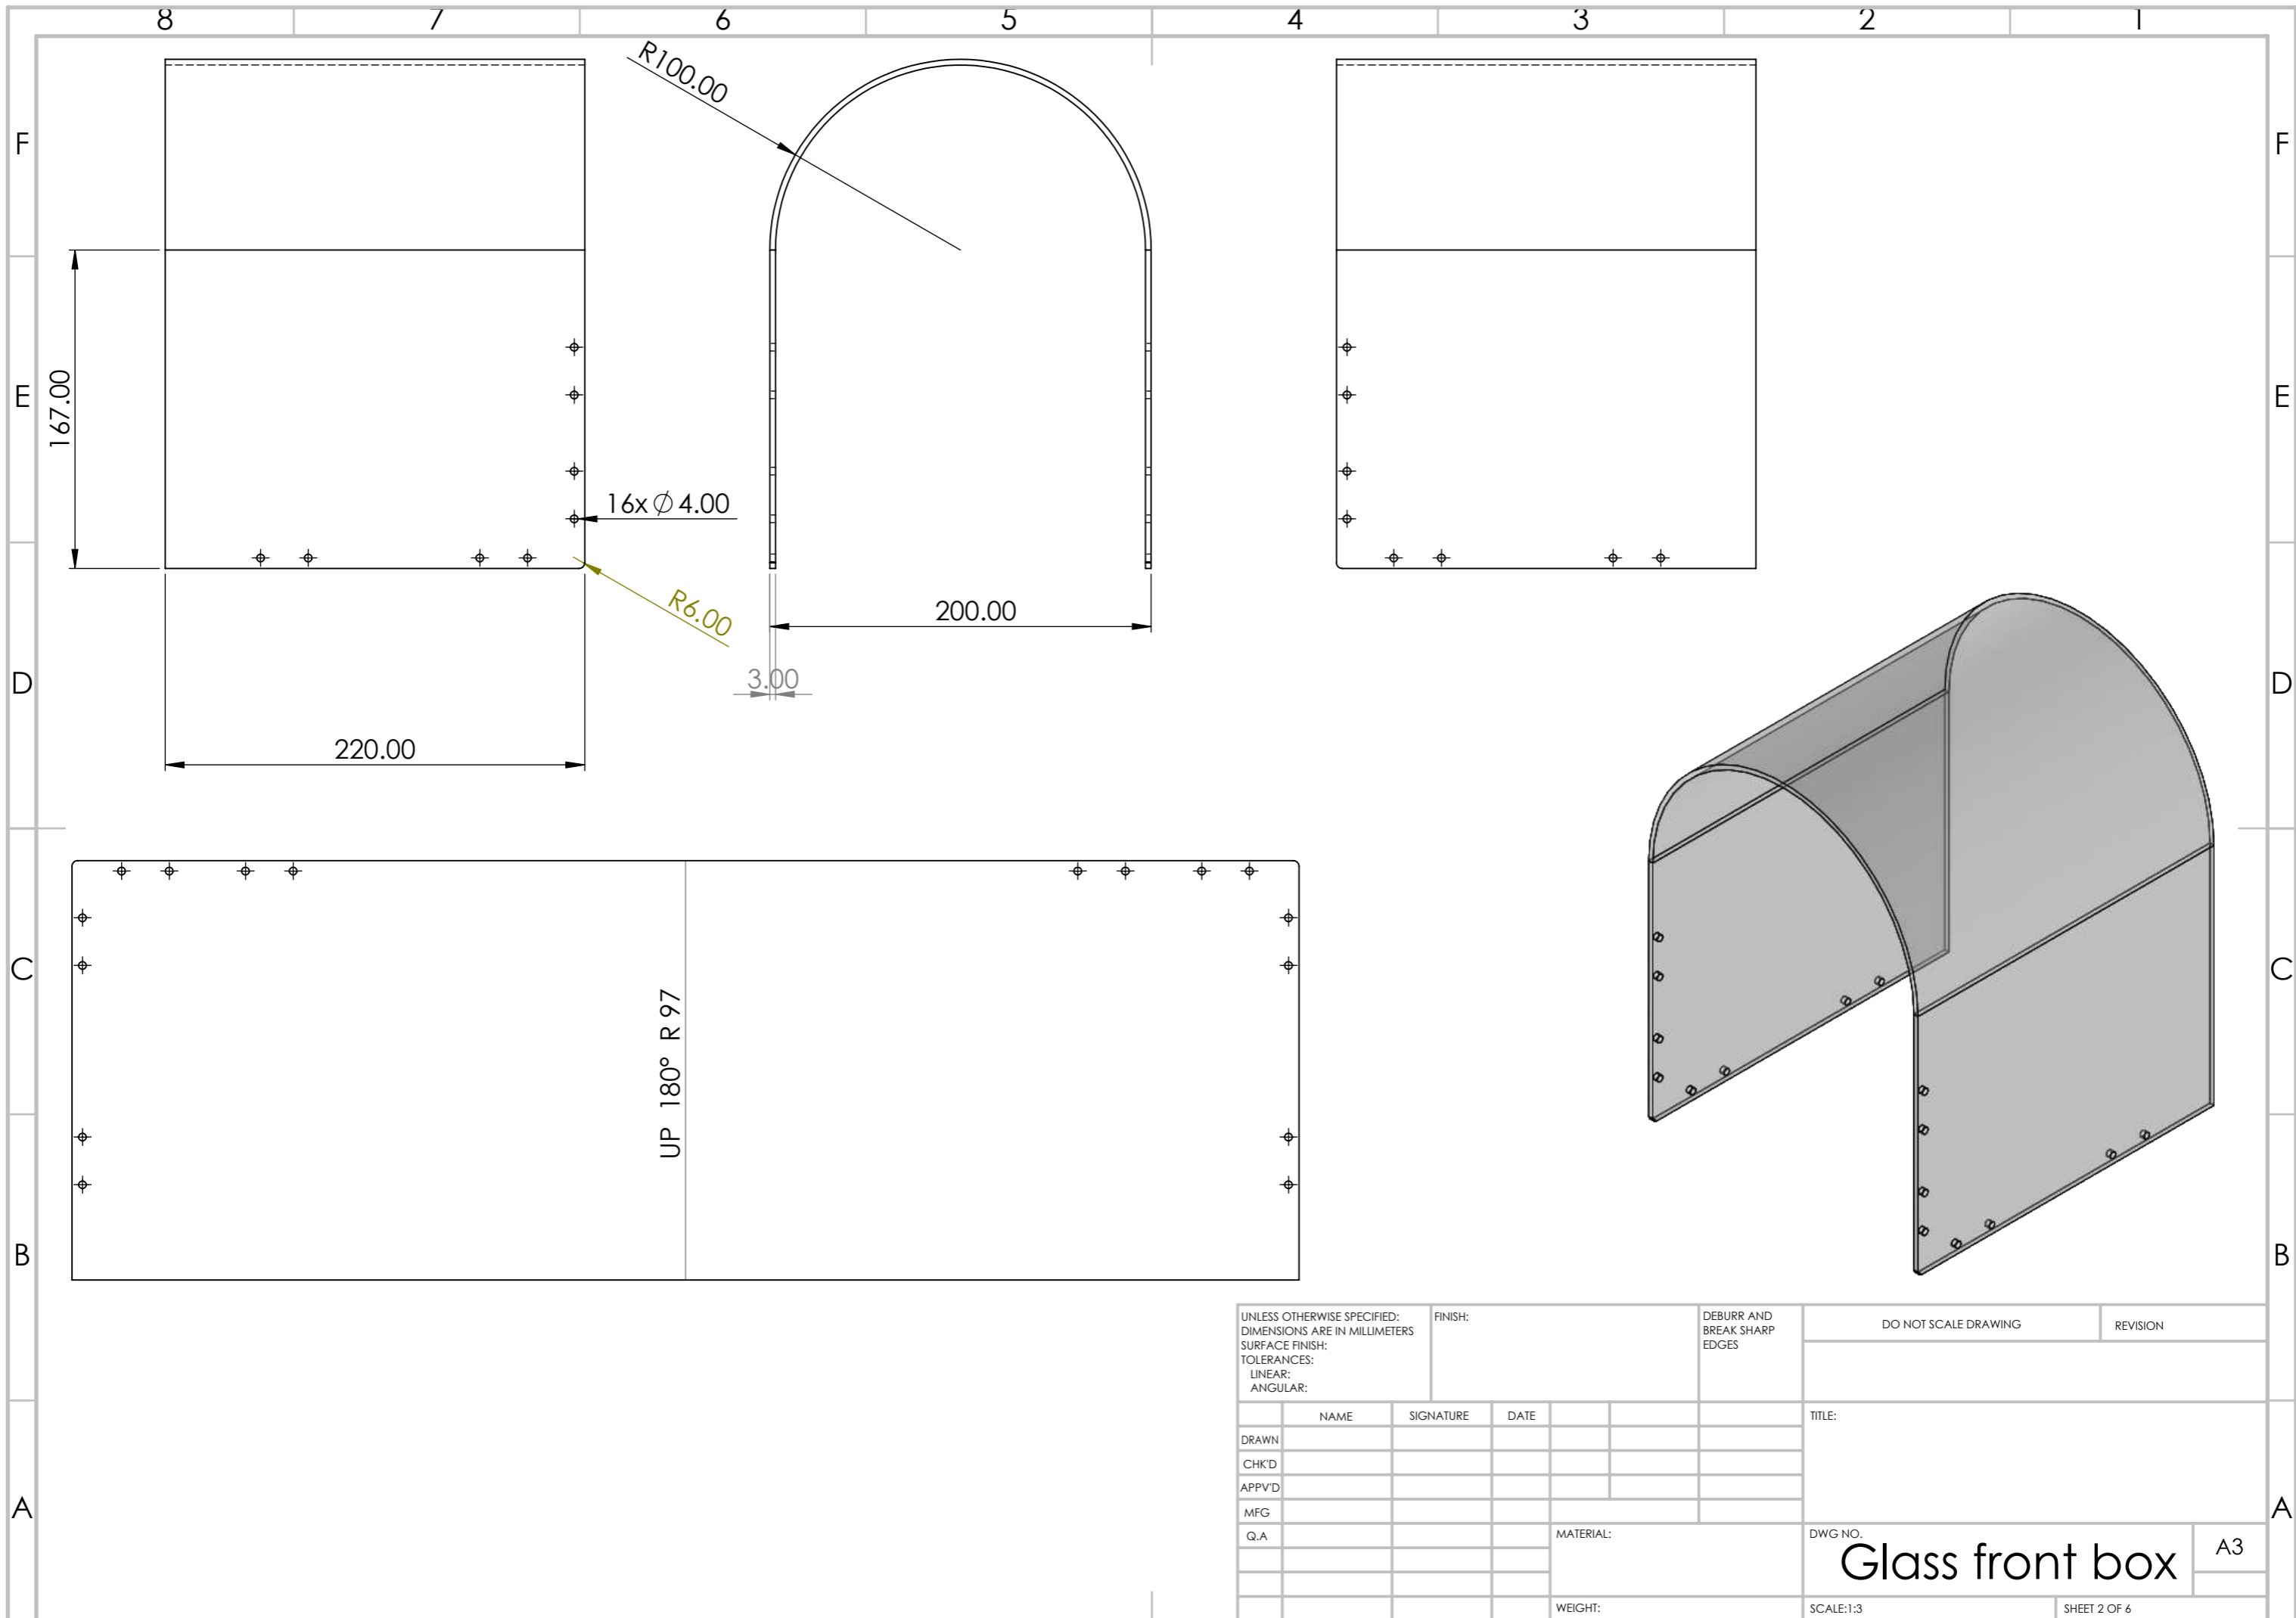 8 7 6 5 4 3 2 1
F F
E E
D D
C C
B B
A A
R100.00
167.00
16x ∅ 4.00
R6.00
200.00
3.00
220.00
UP 180° R 97
UNLESS OTHERWISE SPECIFIED:
DIMENSIONS ARE IN MILLIMETERS
SURFACE FINISH:
TOLERANCES:
LINEAR:
ANGULAR:
FINISH:
DEBURR AND
BREAK SHARP
EDGES
DO NOT SCALE DRAWING
REVISION
NAME SIGNATURE DATE
TITLE:
DRAWN
CHK'D
APPV'D
MFG
Q.A
MATERIAL:
DWG NO.
Glass front box
A3
WEIGHT:
SCALE:1:3
SHEET 2 OF 6